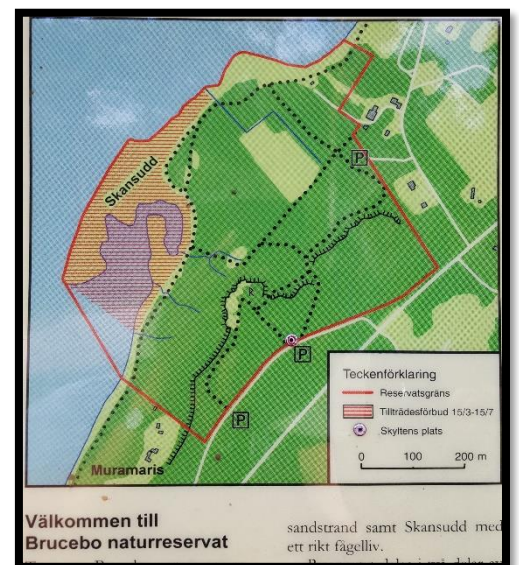 Skansudd
P
R
P
P
Muramaris
Teckenförklaring
Reservatsgräns
Tillträdesförbud 15/3-15/7
Skyltens plats
0 100 200 m
Välkommen till
Brucebo naturreservat
sandstrand samt Skansudd med
ett rikt fågelliv.